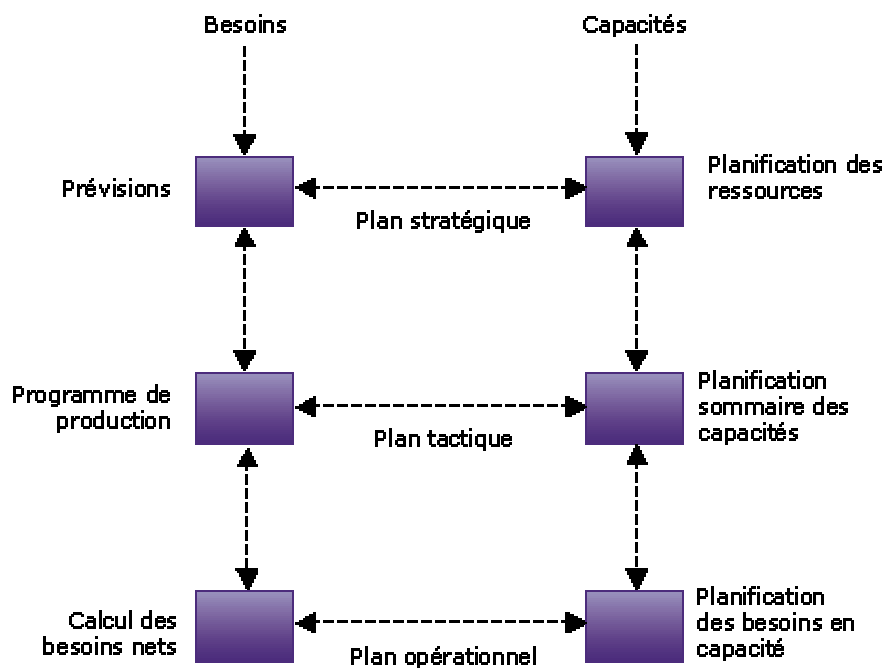 Besoins
Capacités
Prévisions
Planification des
ressources
Plan stratégique
Programme de
production
Planification
sommaire des
capacités
Plan tactique
Calcul des
besoins nets
Planification
des besoins en
capacité
Plan opérationnel